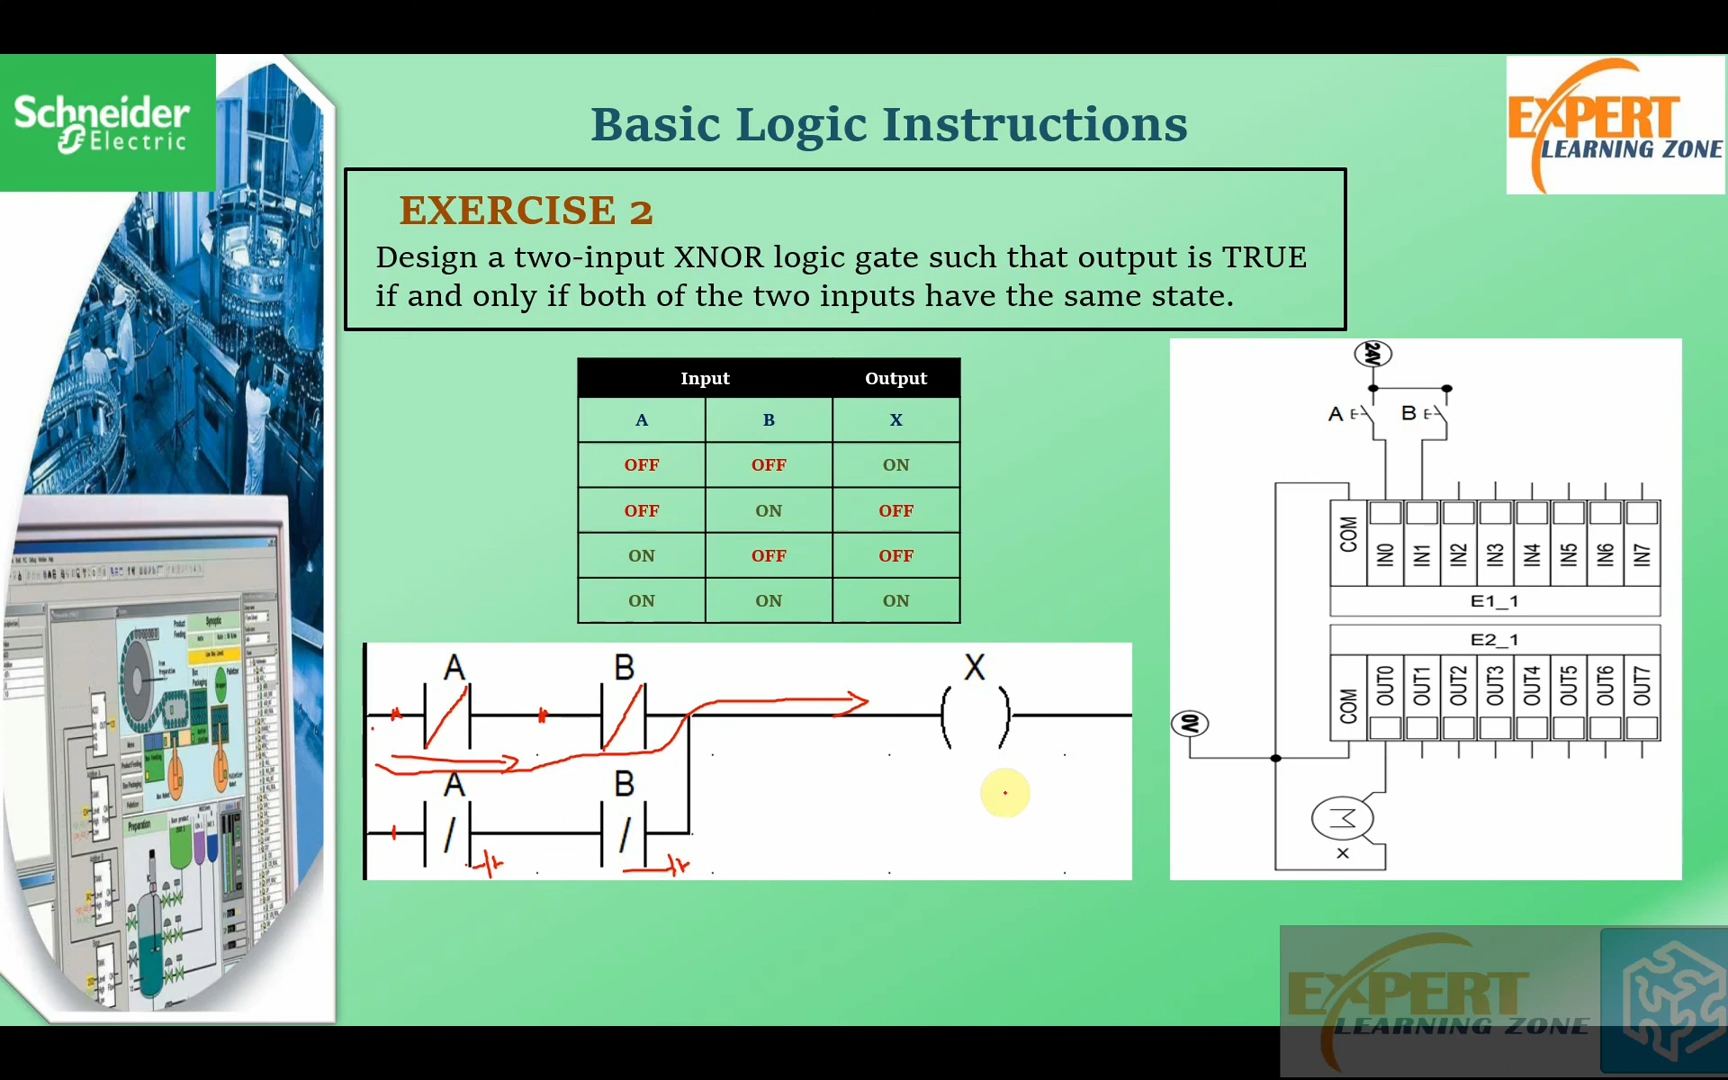 Schneider
Electric
EXPERT
LEARNING ZONE
Basic Logic Instructions
EXERCISE 2
Design a two-input XNOR logic gate such that output is TRUE
if and only if both of the two inputs have the same state.
Input Output
A B X
OFF OFF ON
OFF ON OFF
ON OFF OFF
ON ON ON
A B X
A B
/ /
24V
A B
COM IN0 IN1 IN2 IN3 IN4 IN5 IN6 IN7
E1_1
E2_1
COM OUT0 OUT1 OUT2 OUT3 OUT4 OUT5 OUT6 OUT7
0V
M
X
Synoptic
Preparation
EXPERT
LEARNING ZONE